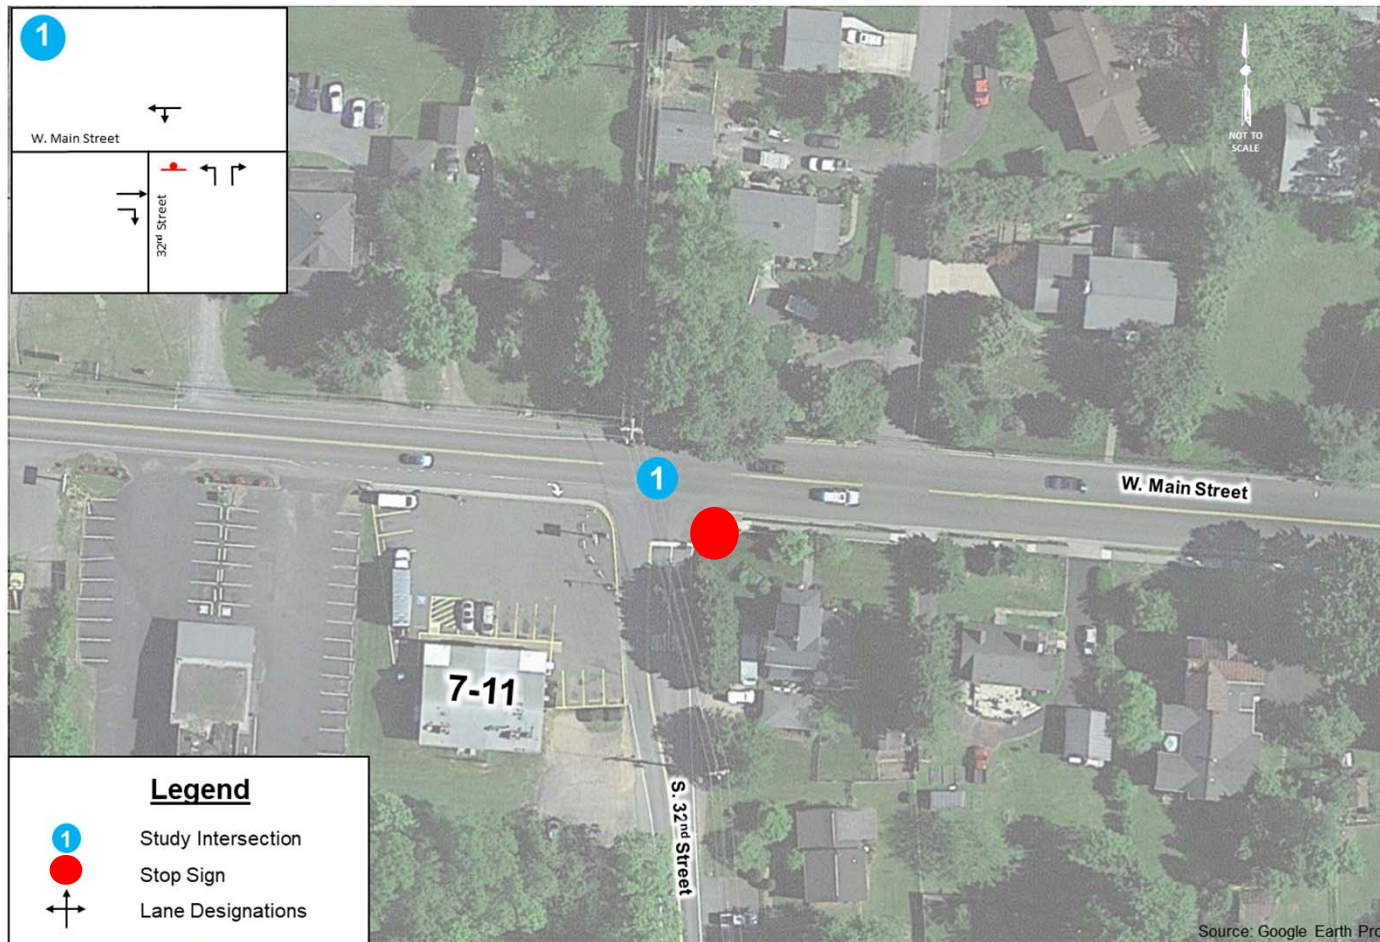 1
W. Main Street
32nd Street
NOT TO
SCALE
1
W. Main Street
7-11
S. 32nd Street
Legend
1 Study Intersection
Stop Sign
Lane Designations
Source: Google Earth Pro